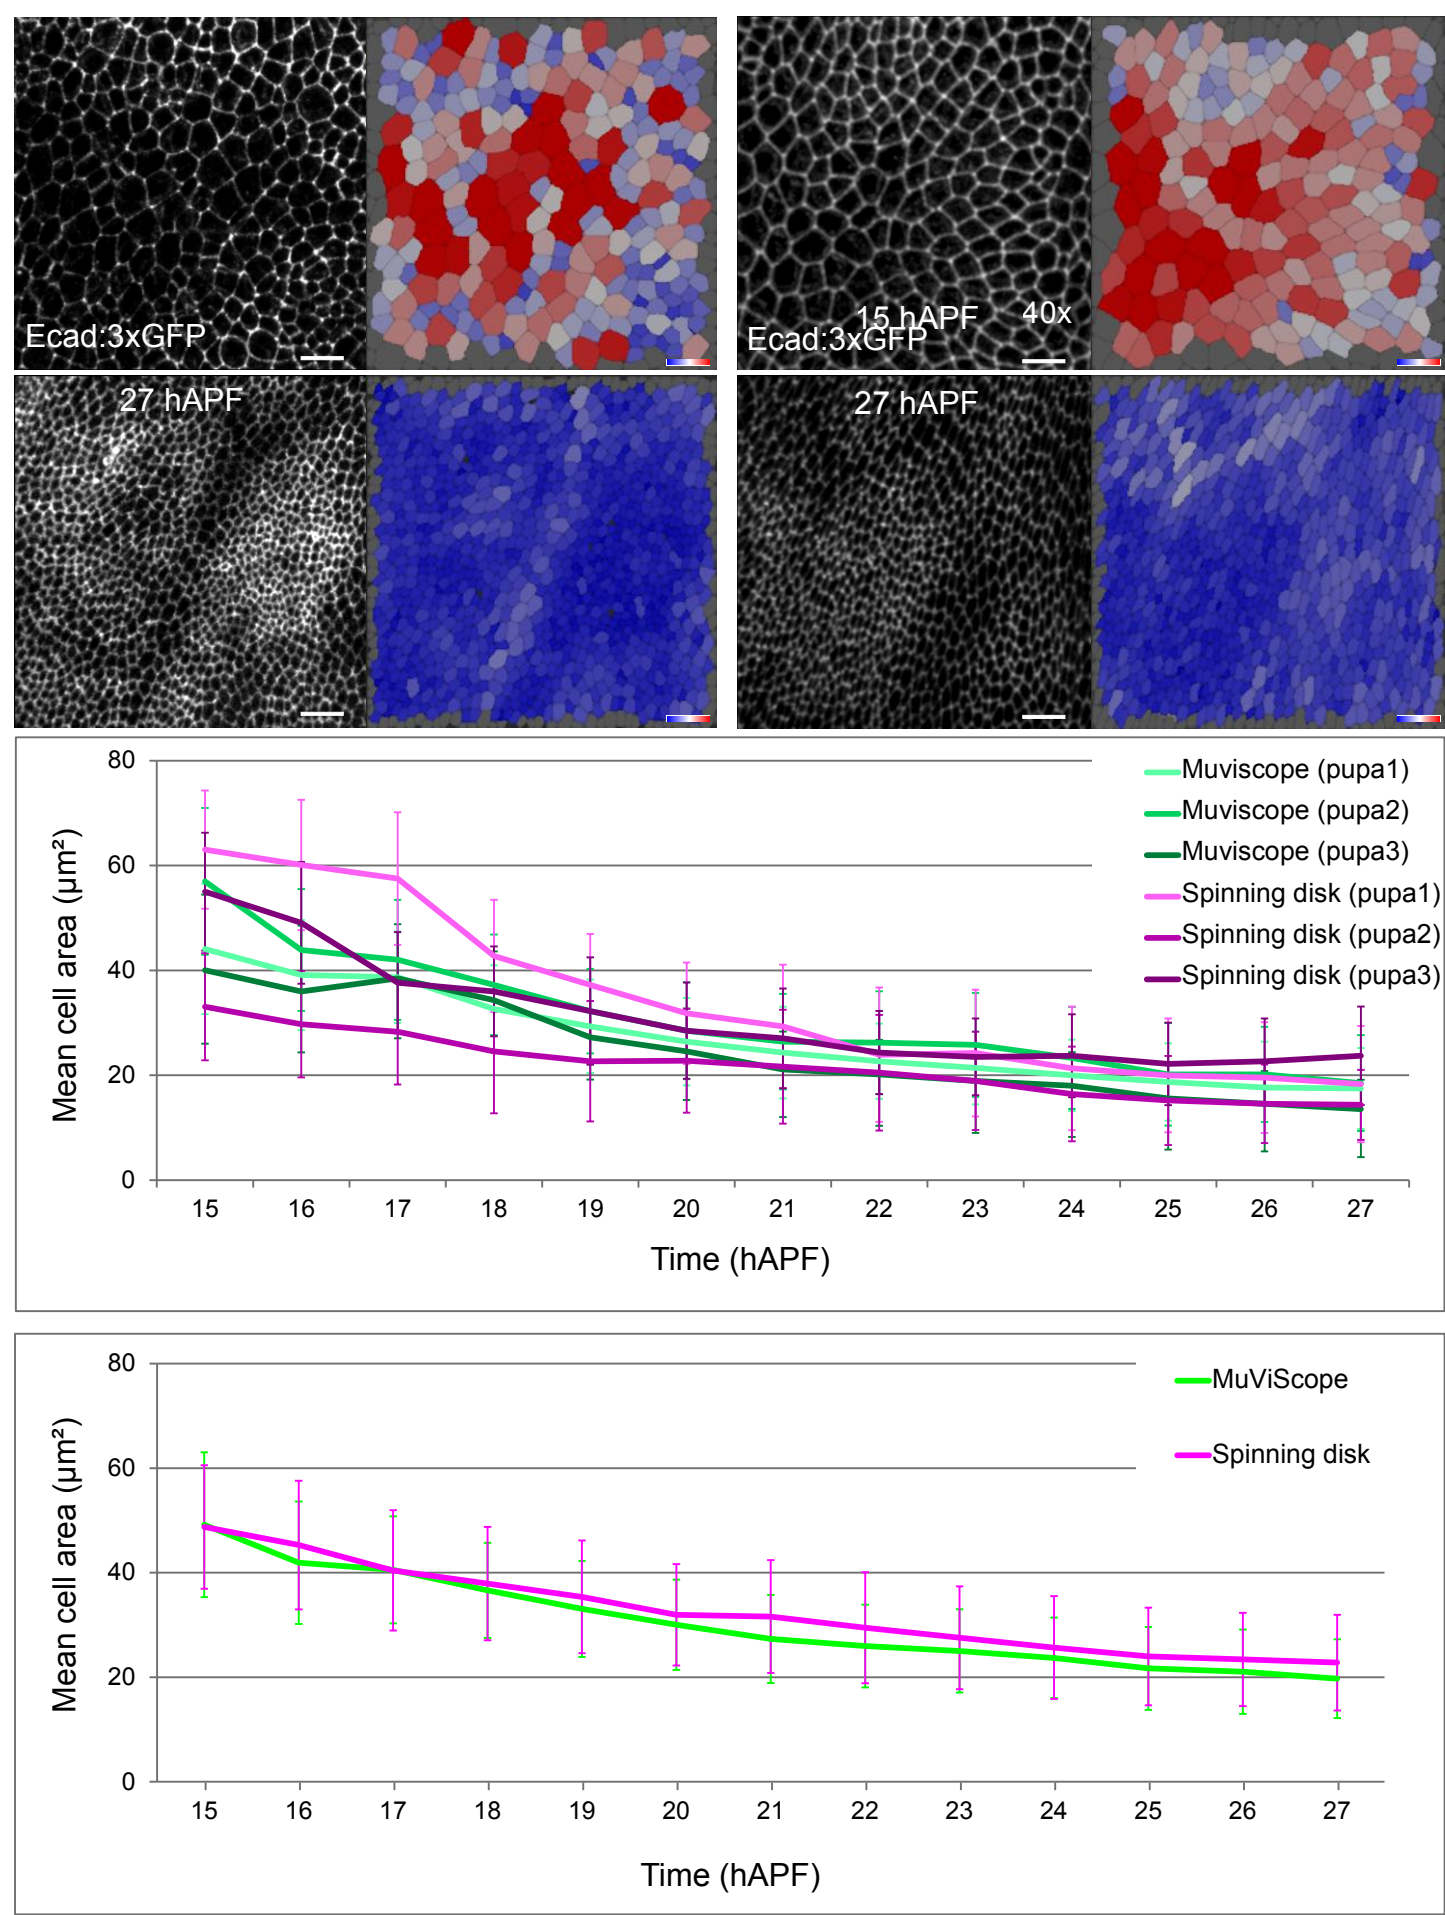 Ecad:3xGFP
15 hAPF
40x
Ecad:3xGFP
27 hAPF
27 hAPF
Mean cell area (µm²)
80
60
40
20
0
15 16 17 18 19 20 21 22 23 24 25 26 27
Time (hAPF)
Muviscope (pupa1)
Muviscope (pupa2)
Muviscope (pupa3)
Spinning disk (pupa1)
Spinning disk (pupa2)
Spinning disk (pupa3)
Mean cell area (µm²)
80
60
40
20
0
15 16 17 18 19 20 21 22 23 24 25 26 27
Time (hAPF)
MuViScope
Spinning disk